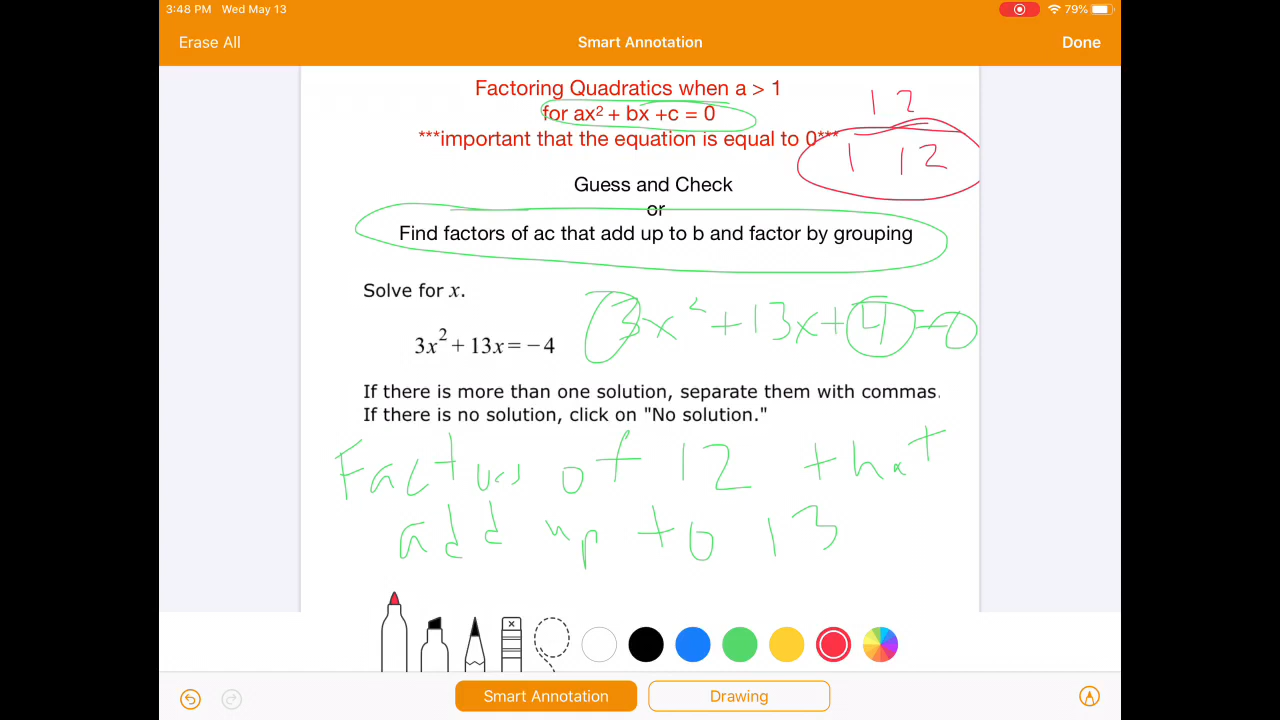 3:48 PM Wed May 13 79%
Erase All Smart Annotation Done
Factoring Quadratics when a > 1
for ax² + bx +c = 0
***important that the equation is equal to 0***
12
1 12
Guess and Check
or
Find factors of ac that add up to b and factor by grouping
Solve for x.
3x² + 13x + 4 = 0
3x² + 13x = −4
If there is more than one solution, separate them with commas.
If there is no solution, click on "No solution."
Factors of 12 that
add up to 13
Smart Annotation Drawing